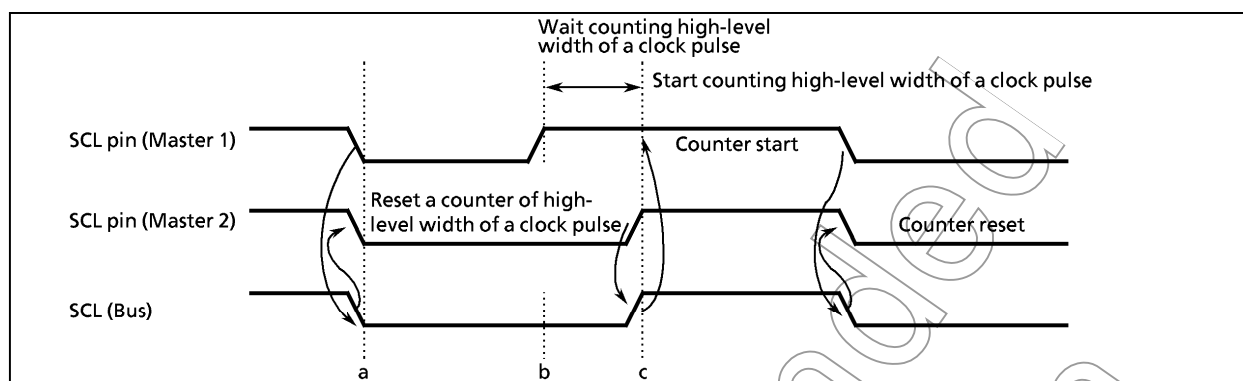 Wait counting high-level
width of a clock pulse
Start counting high-level width of a clock pulse
SCL pin (Master 1)
Counter start
Reset a counter of high-
level width of a clock pulse
SCL pin (Master 2)
Counter reset
SCL (Bus)
a b c